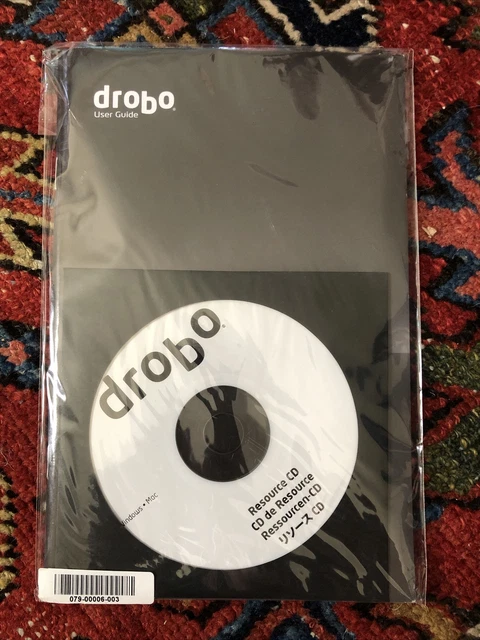 drobo
User Guide
drobo
Windows • Mac
Resource CD
CD de Resource
Ressourcen-CD
リソース CD
079-00006-003